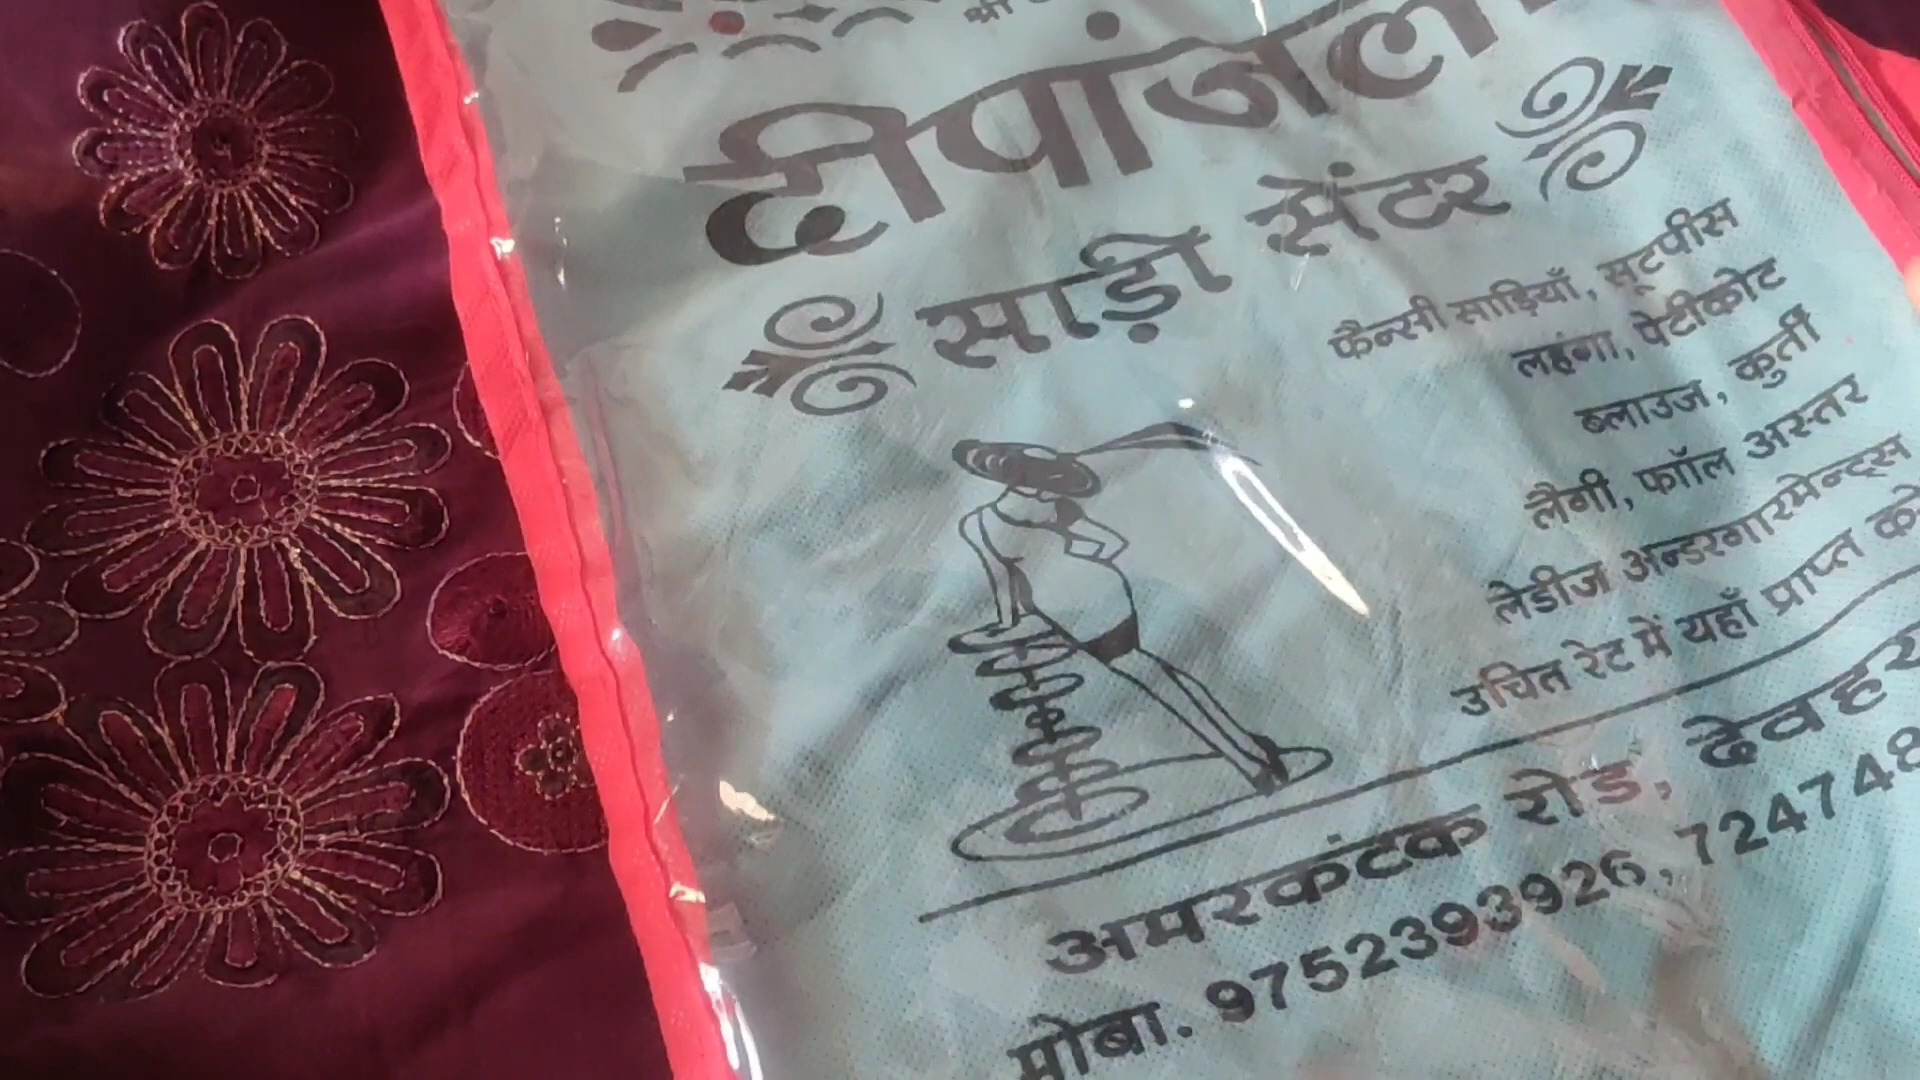 श्री
दीपांजली
साड़ी सेंटर
फैन्सी साड़ियाँ, सूटपीस
लहंगा, पेटीकोट
ब्लाउज, कुर्ती
लैगी, फॉल अस्तर
लेडीज अन्डरगारमेन्ट्स
उचित रेट में यहाँ प्राप्त करें
अमरकंटक रोड, देवहरा
मोबा. 9752393926, 724748